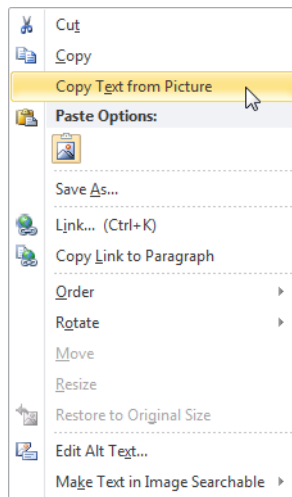 Cut
Copy
Copy Text from Picture
Paste Options:
Save As...
Link... (Ctrl+K)
Copy Link to Paragraph
Order
Rotate
Move
Resize
Restore to Original Size
Edit Alt Text...
Make Text in Image Searchable